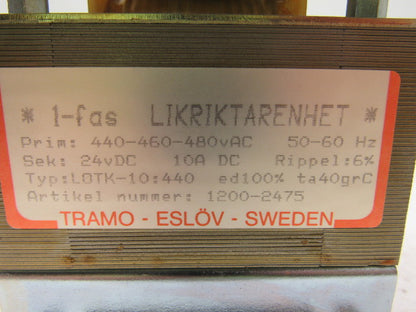 * 1-fas LIKRIKTARENHET *
Prim: 440-460-480vAC 50-60 Hz
Sek: 24vDC 10A DC Rippel:6%
Typ:L8TK-10:440 ed100% ta40grC
Artikel nummer: 1200-2475
TRAMO - ESLÖV - SWEDEN